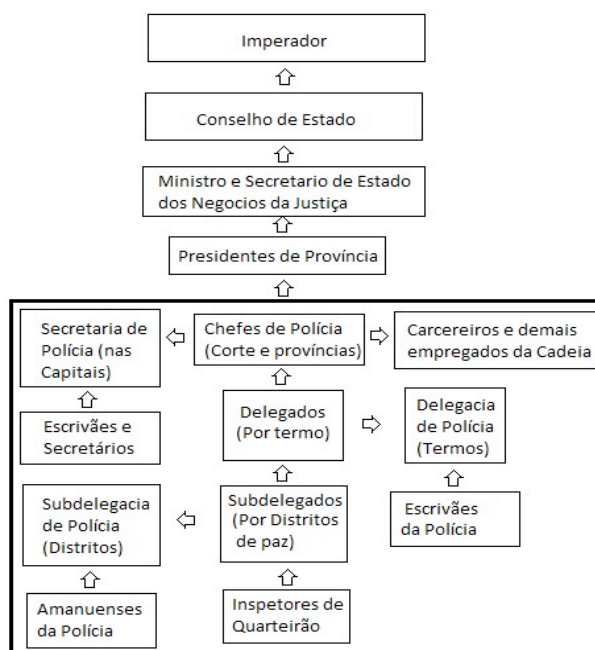 Imperador
Conselho de Estado
Ministro e Secretario de Estado
dos Negocios da Justiça
Presidentes de Província
Secretaria de
Polícia (nas
Capitais)
Chefes de Polícia
(Corte e províncias)
Carcereiros e demais
empregados da Cadeia
Escrivães e
Secretários
Delegados
(Por termo)
Delegacia
de Polícia
(Termos)
Subdelegacia
de Polícia
(Distritos)
Subdelegados
(Por Distritos
de paz)
Escrivães
da Polícia
Amanuenses
da Polícia
Inspetores de
Quarteirão